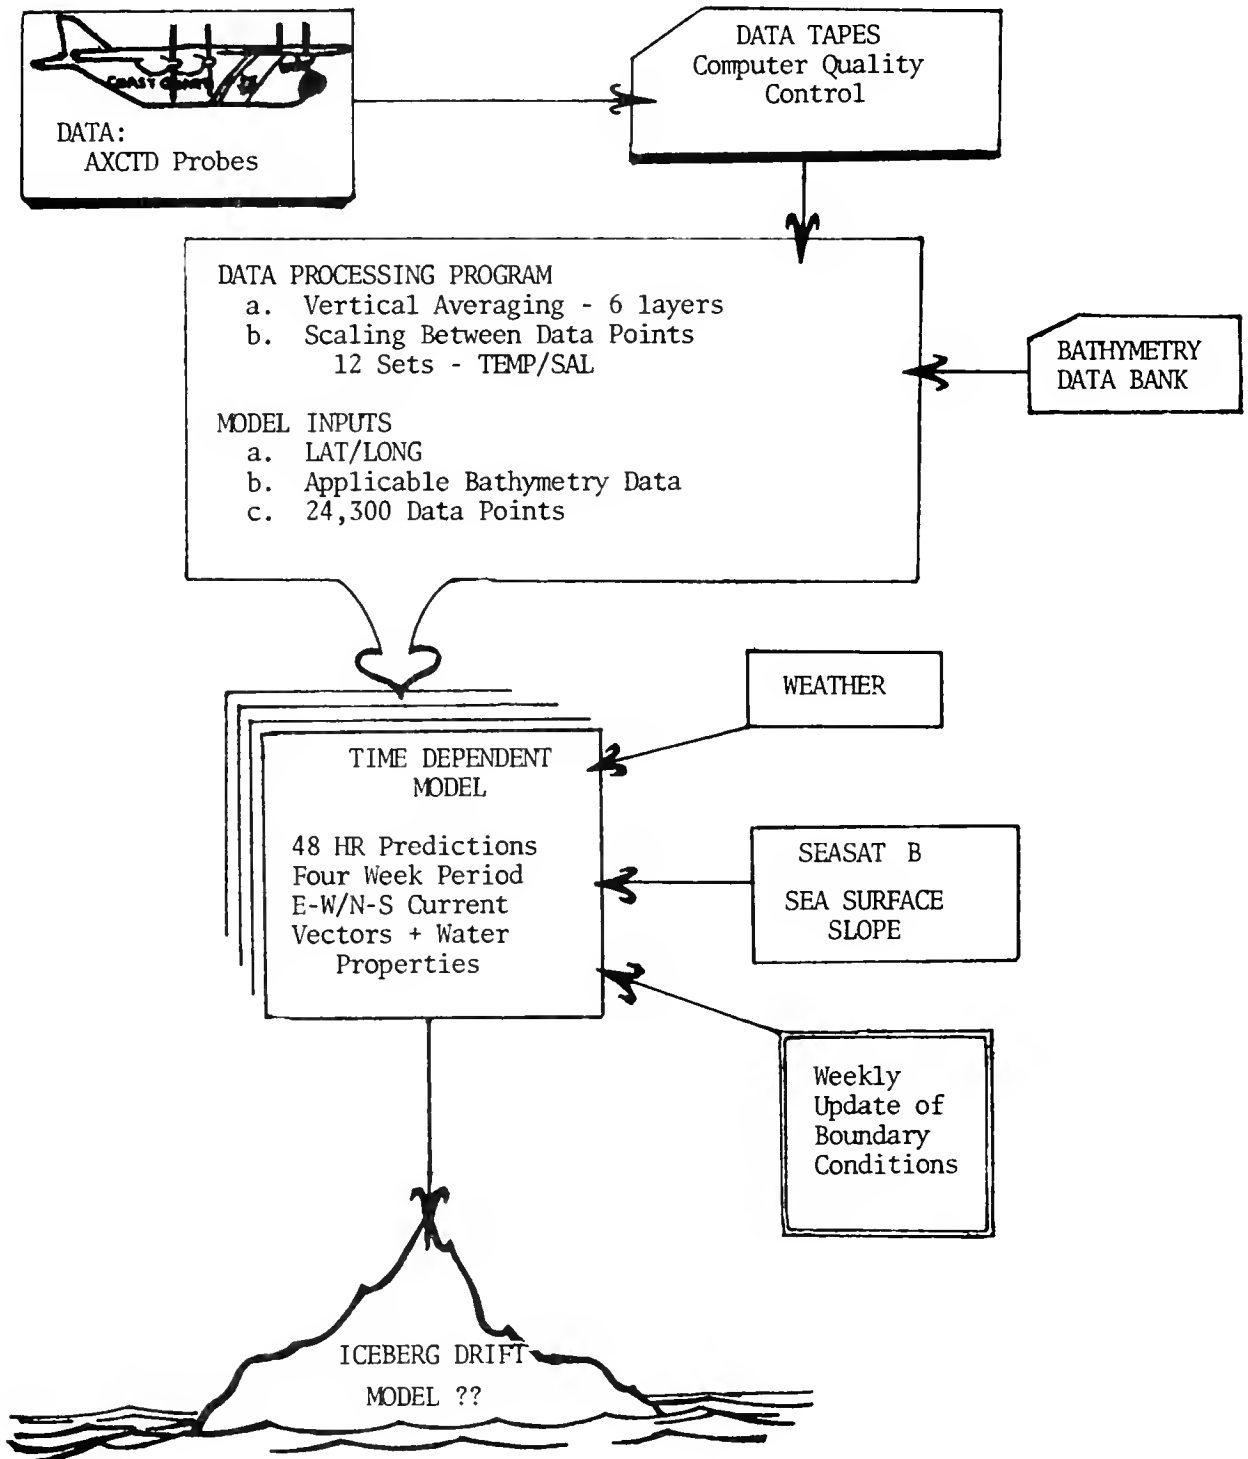 COAST GUARD
DATA:
AXCTD Probes
DATA TAPES
Computer Quality
Control
DATA PROCESSING PROGRAM
a. Vertical Averaging - 6 layers
b. Scaling Between Data Points
12 Sets - TEMP/SAL
MODEL INPUTS
a. LAT/LONG
b. Applicable Bathymetry Data
c. 24,300 Data Points
BATHYMETRY
DATA BANK
WEATHER
TIME DEPENDENT
MODEL
48 HR Predictions
Four Week Period
E-W/N-S Current
Vectors + Water
Properties
SEASAT B
SEA SURFACE
SLOPE
Weekly
Update of
Boundary
Conditions
ICEBERG DRIFT
MODEL ??